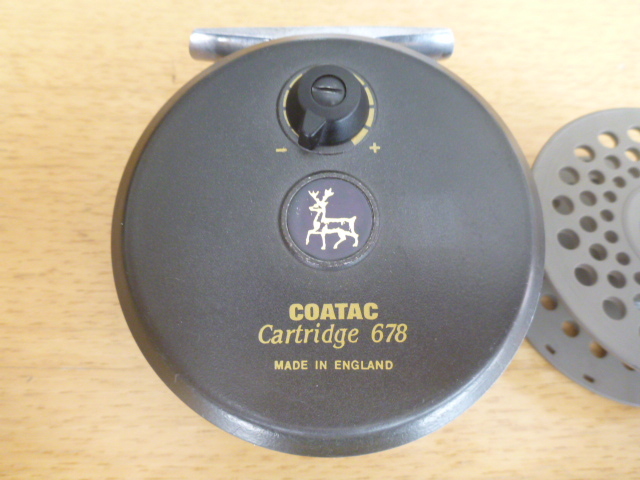 - +
COATAC
Cartridge 678
MADE IN ENGLAND